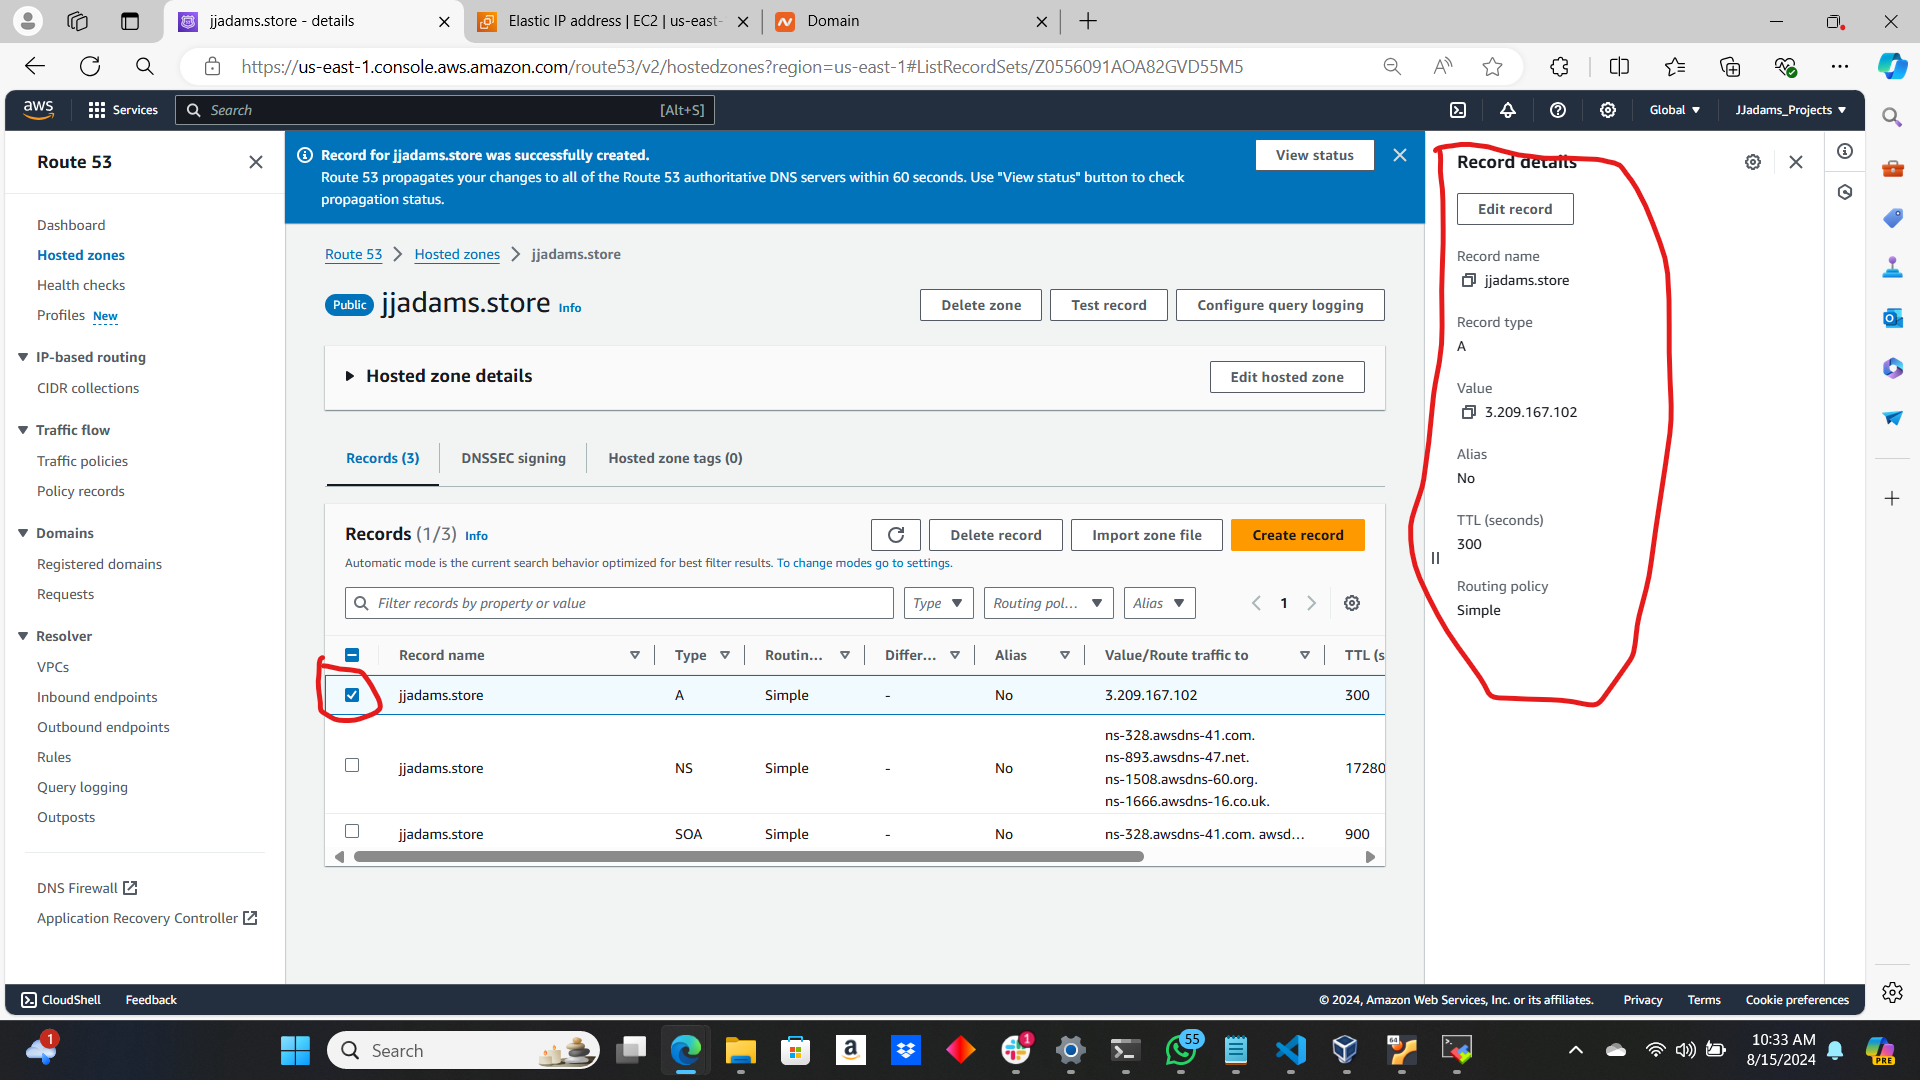 jjadams.store - details
Elastic IP address | EC2 | us-east-
Domain
https://us-east-1.console.aws.amazon.com/route53/v2/hostedzones?region=us-east-1#ListRecordSets/Z0556091AOA82GVD55M5
aws
Services
Search
[Alt+S]
Global
JJadams_Projects
Route 53
Dashboard
Hosted zones
Health checks
Profiles New
IP-based routing
CIDR collections
Traffic flow
Traffic policies
Policy records
Domains
Registered domains
Requests
Resolver
VPCs
Inbound endpoints
Outbound endpoints
Rules
Query logging
Outposts
DNS Firewall
Application Recovery Controller
Record for jjadams.store was successfully created.
Route 53 propagates your changes to all of the Route 53 authoritative DNS servers within 60 seconds. Use "View status" button to check
propagation status.
View status
Route 53
Hosted zones
jjadams.store
Public
jjadams.store
Info
Delete zone
Test record
Configure query logging
Hosted zone details
Edit hosted zone
Records (3)
DNSSEC signing
Hosted zone tags (0)
Records (1/3) Info
Delete record
Import zone file
Create record
Automatic mode is the current search behavior optimized for best filter results. To change modes go to settings.
Filter records by property or value
Type
Routing pol...
Alias
1
Record name Type Routin... Differ... Alias Value/Route traffic to TTL (s
jjadams.store A Simple - No 3.209.167.102 300
jjadams.store NS Simple - No ns-328.awsdns-41.com. 17280
ns-893.awsdns-47.net.
ns-1508.awsdns-60.org.
ns-1666.awsdns-16.co.uk.
jjadams.store SOA Simple - No ns-328.awsdns-41.com. awsd... 900
Record details
Edit record
Record name
jjadams.store
Record type
A
Value
3.209.167.102
Alias
No
TTL (seconds)
300
Routing policy
Simple
CloudShell
Feedback
© 2024, Amazon Web Services, Inc. or its affiliates.
Privacy
Terms
Cookie preferences
1
Search
1
55
64
10:33 AM
8/15/2024
PRE